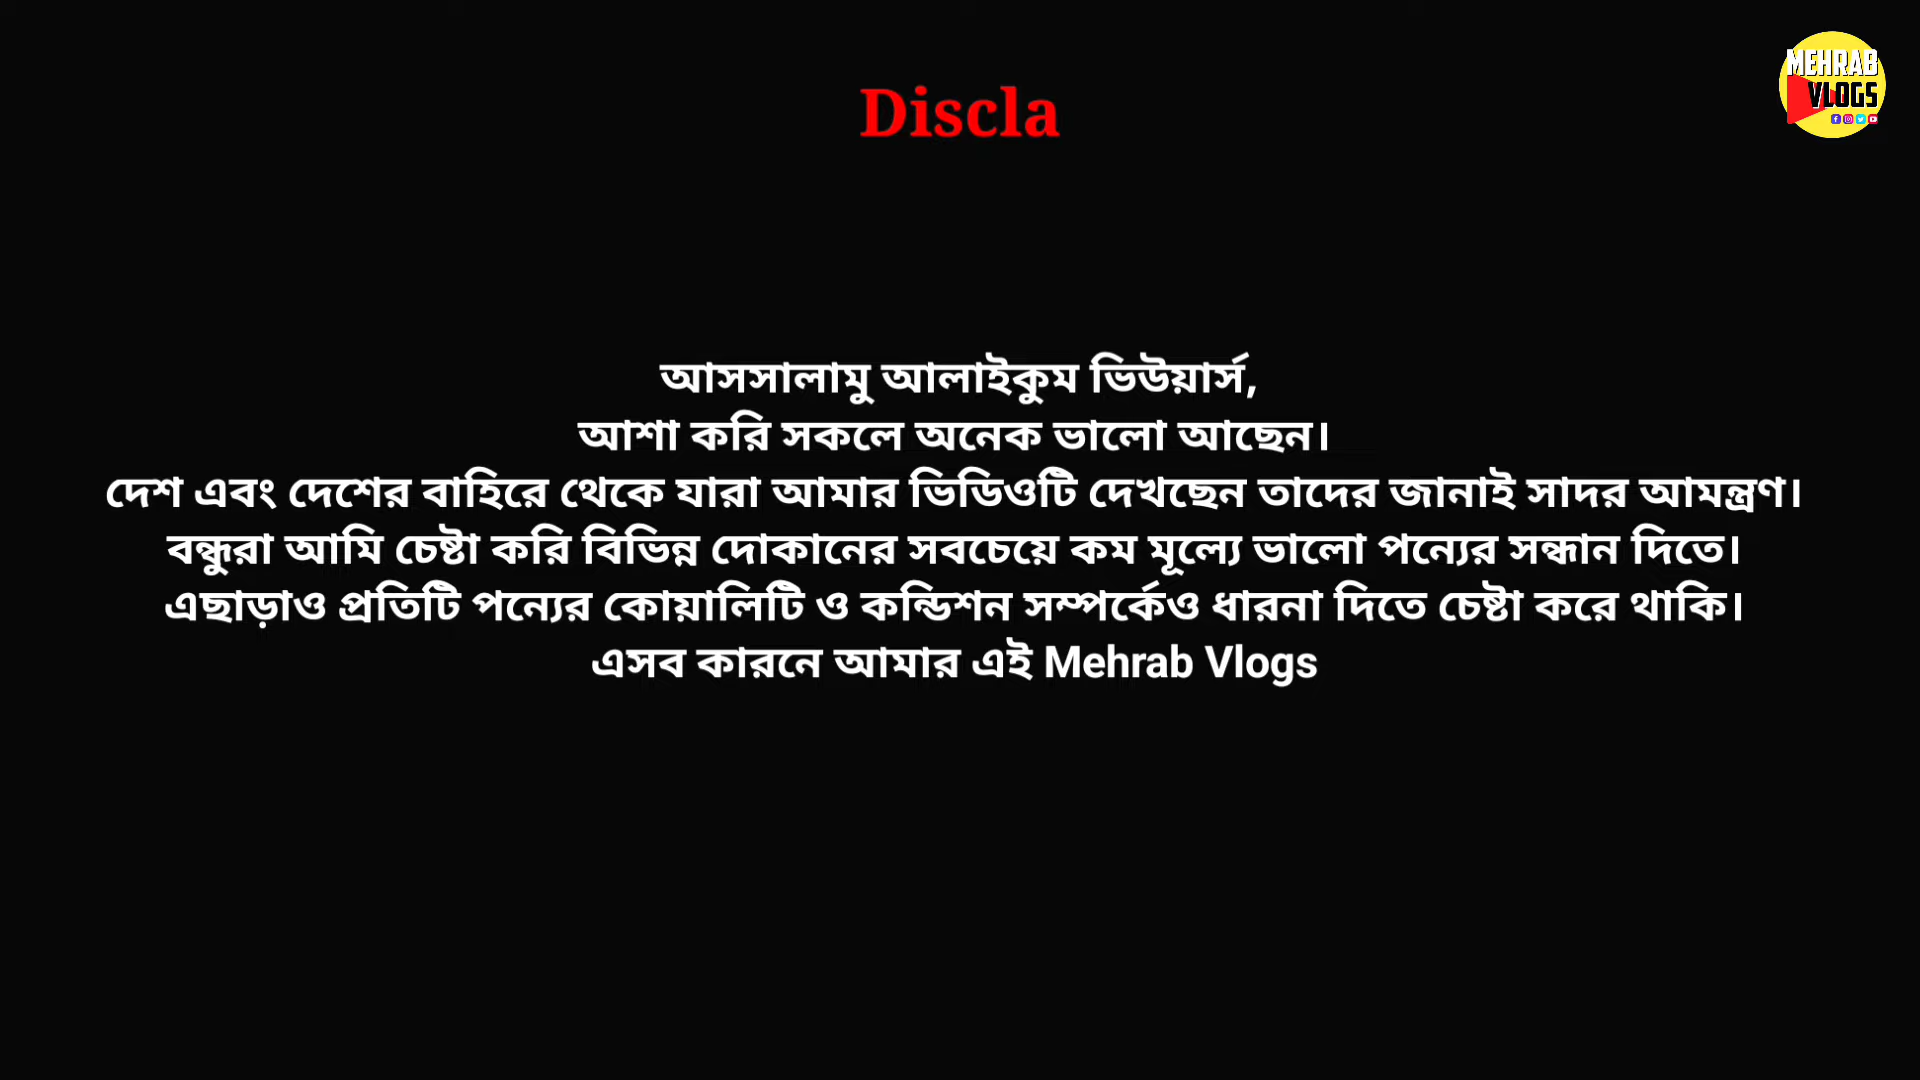 MEHRAB
VLOGS
Discla
আসসালামু আলাইকুম ভিউয়ার্স,
আশা করি সকলে অনেক ভালো আছেন।
দেশ এবং দেশের বাহিরে থেকে যারা আমার ভিডিওটি দেখছেন তাদের জানাই সাদর আমন্ত্রণ।
বন্ধুরা আমি চেষ্টা করি বিভিন্ন দোকানের সবচেয়ে কম মূল্যে ভালো পন্যের সন্ধান দিতে।
এছাড়াও প্রতিটি পন্যের কোয়ালিটি ও কন্ডিশন সম্পর্কেও ধারনা দিতে চেষ্টা করে থাকি।
এসব কারনে আমার এই Mehrab Vlogs